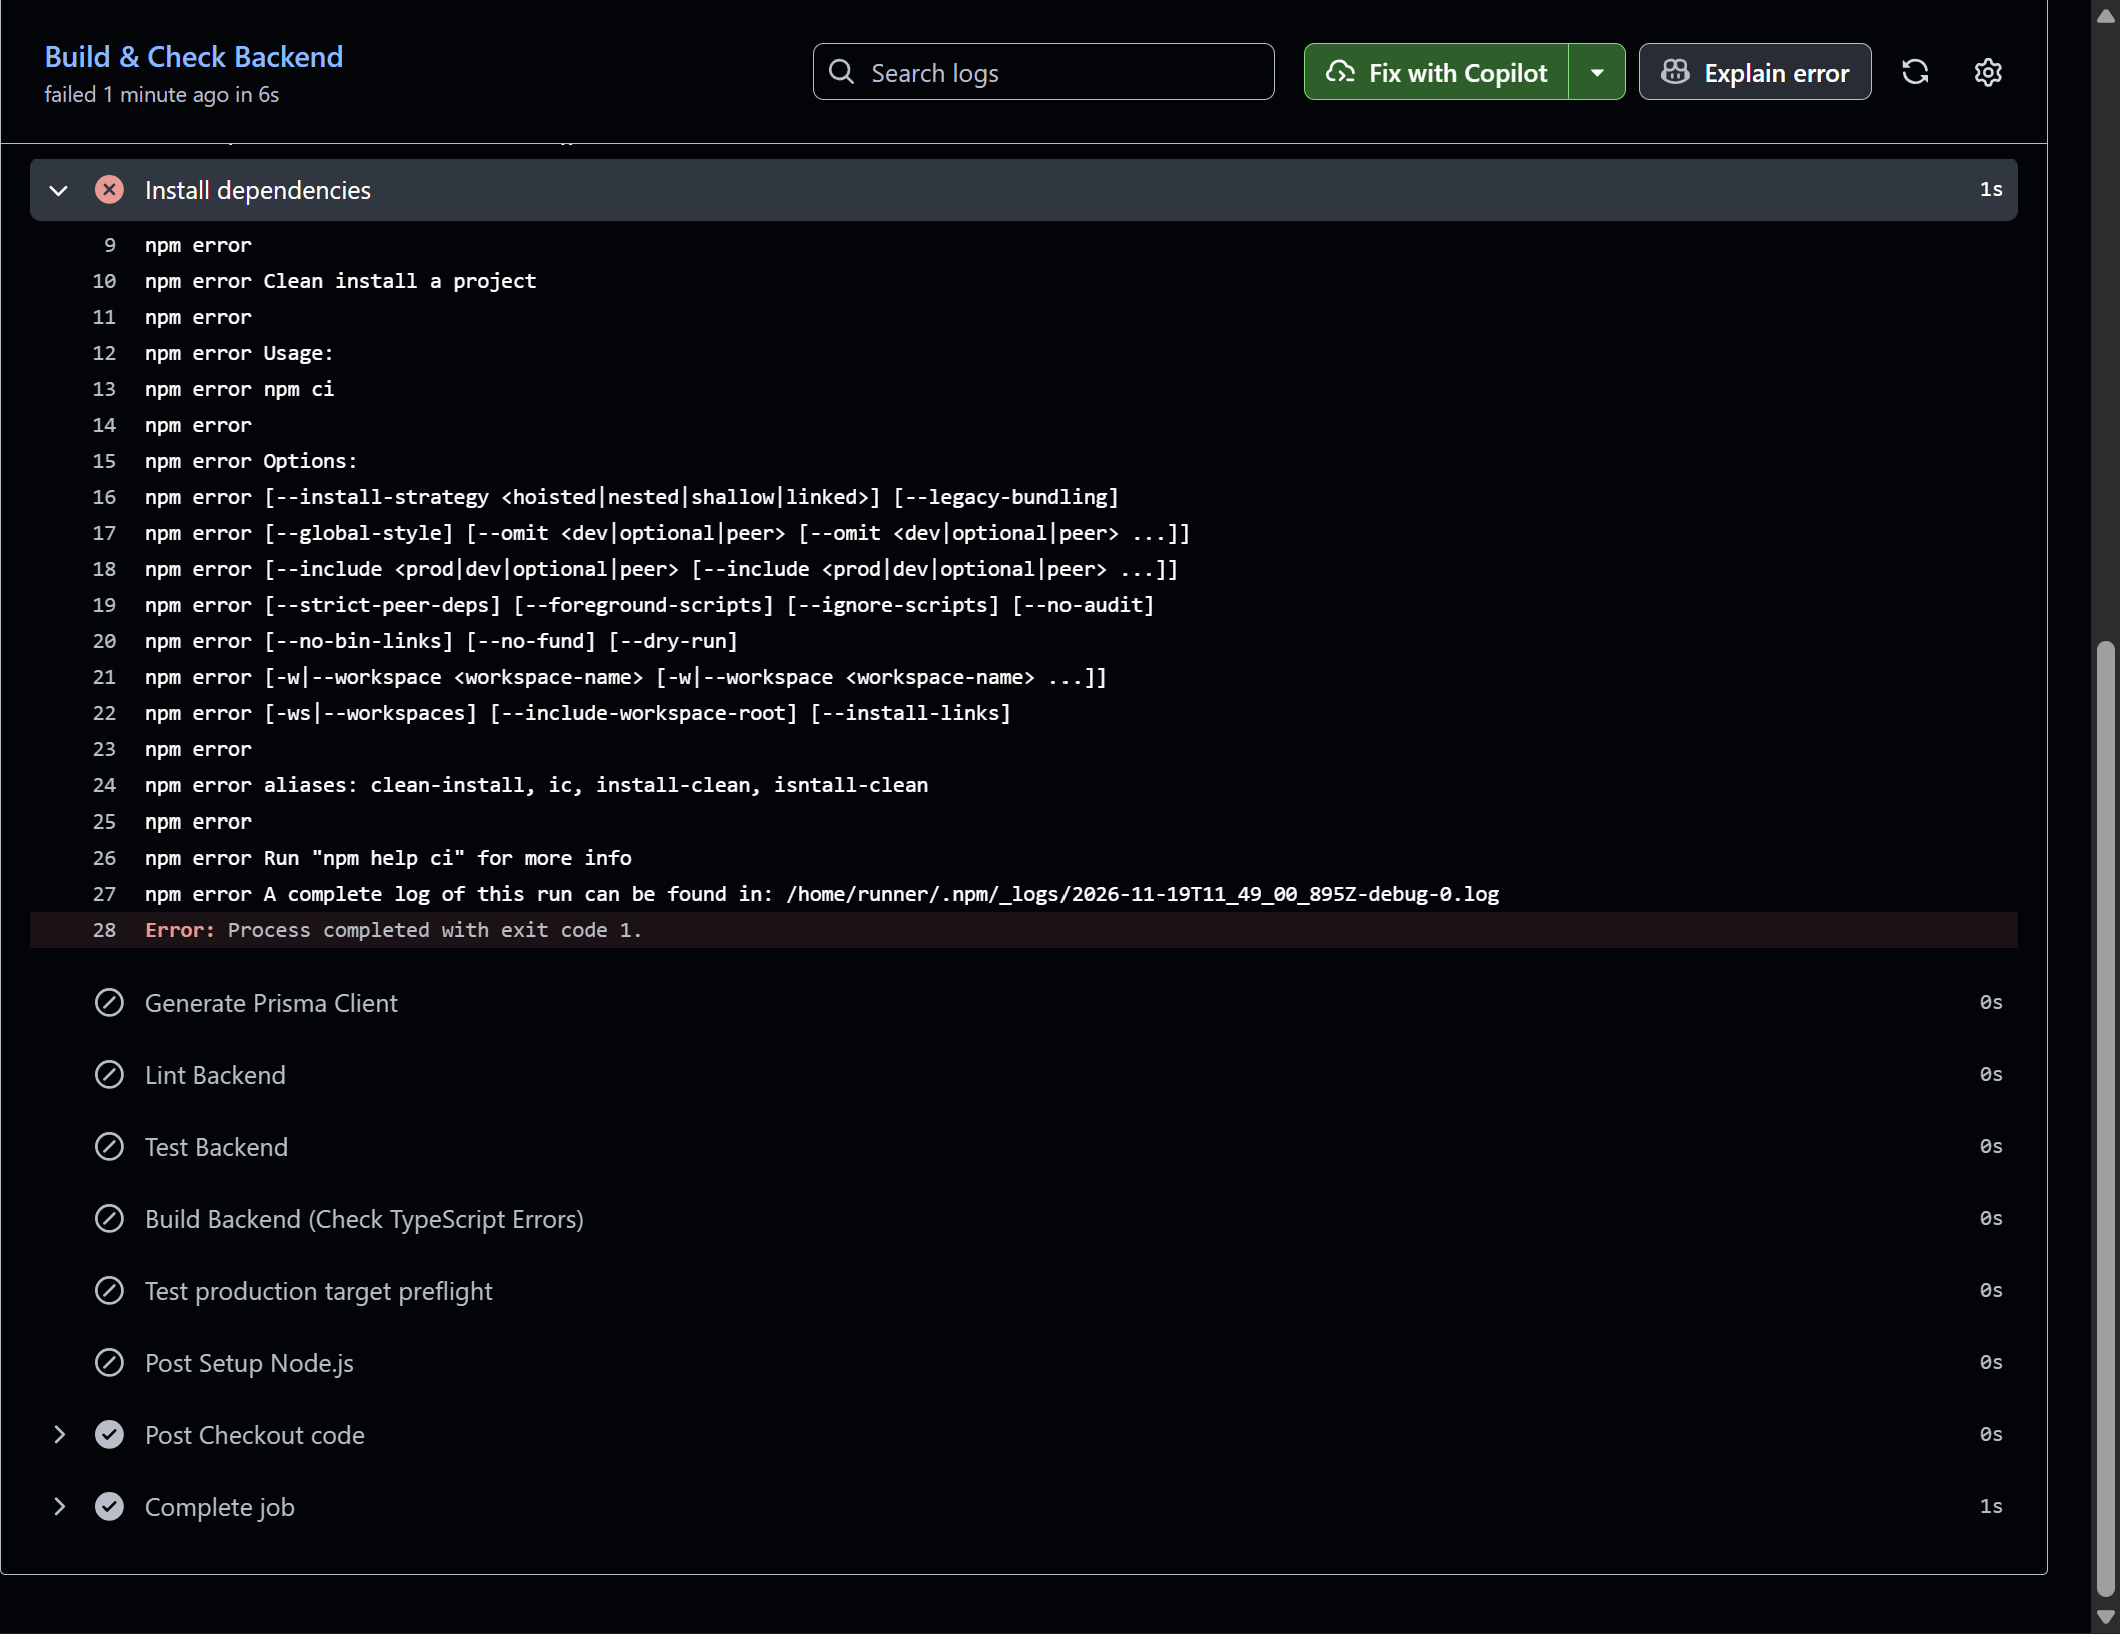 Build & Check Backend
failed 1 minute ago in 6s
Search logs
Fix with Copilot
Explain error
Install dependencies
1s
9 npm error
10 npm error Clean install a project
11 npm error
12 npm error Usage:
13 npm error npm ci
14 npm error
15 npm error Options:
16 npm error [--install-strategy <hoisted|nested|shallow|linked>] [--legacy-bundling]
17 npm error [--global-style] [--omit <dev|optional|peer> [--omit <dev|optional|peer> ...]]
18 npm error [--include <prod|dev|optional|peer> [--include <prod|dev|optional|peer> ...]]
19 npm error [--strict-peer-deps] [--foreground-scripts] [--ignore-scripts] [--no-audit]
20 npm error [--no-bin-links] [--no-fund] [--dry-run]
21 npm error [-w|--workspace <workspace-name> [-w|--workspace <workspace-name> ...]]
22 npm error [-ws|--workspaces] [--include-workspace-root] [--install-links]
23 npm error
24 npm error aliases: clean-install, ic, install-clean, isntall-clean
25 npm error
26 npm error Run "npm help ci" for more info
27 npm error A complete log of this run can be found in: /home/runner/.npm/_logs/2026-11-19T11_49_00_895Z-debug-0.log
28 Error: Process completed with exit code 1.
Generate Prisma Client
0s
Lint Backend
0s
Test Backend
0s
Build Backend (Check TypeScript Errors)
0s
Test production target preflight
0s
Post Setup Node.js
0s
Post Checkout code
0s
Complete job
1s